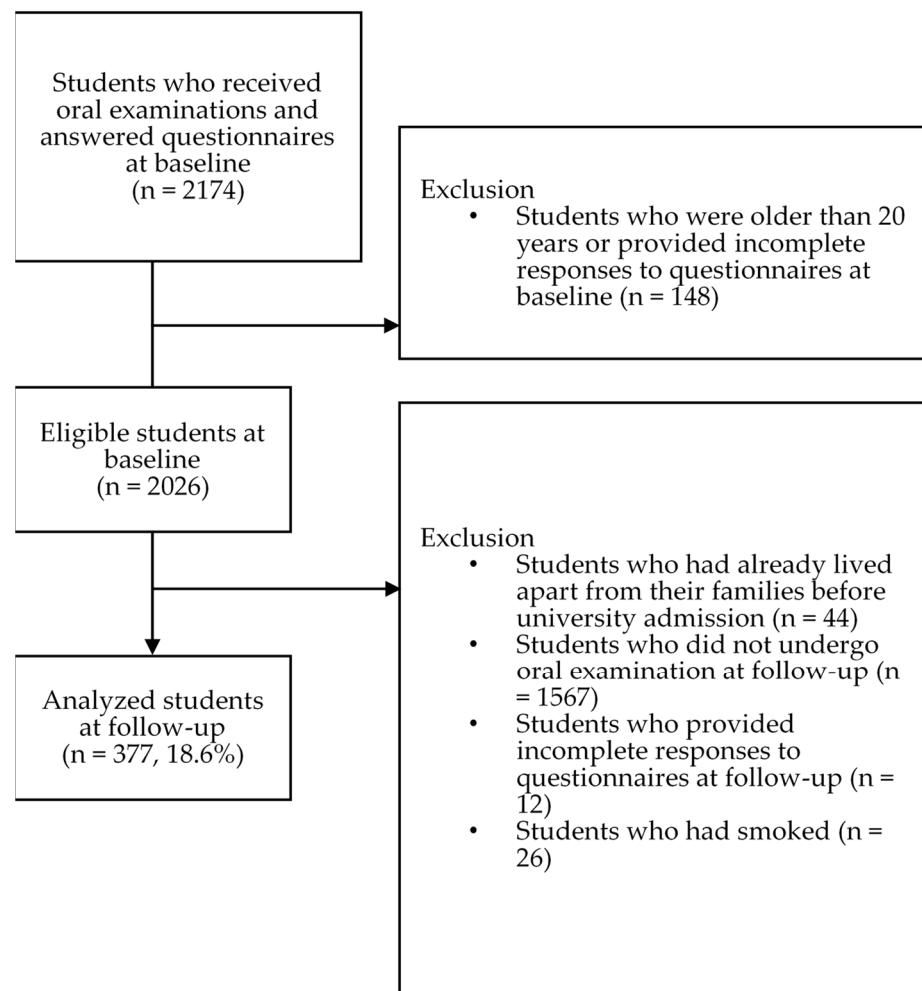 Students who received
oral examinations and
answered questionnaires
at baseline
(n = 2174)
Exclusion
• Students who were older than 20
years or provided incomplete
responses to questionnaires at
baseline (n = 148)
Eligible students at
baseline
(n = 2026)
Exclusion
• Students who had already lived
apart from their families before
university admission (n = 44)
• Students who did not undergo
oral examination at follow-up (n
= 1567)
• Students who provided
incomplete responses to
questionnaires at follow-up (n =
12)
• Students who had smoked (n =
26)
Analyzed students
at follow-up
(n = 377, 18.6%)